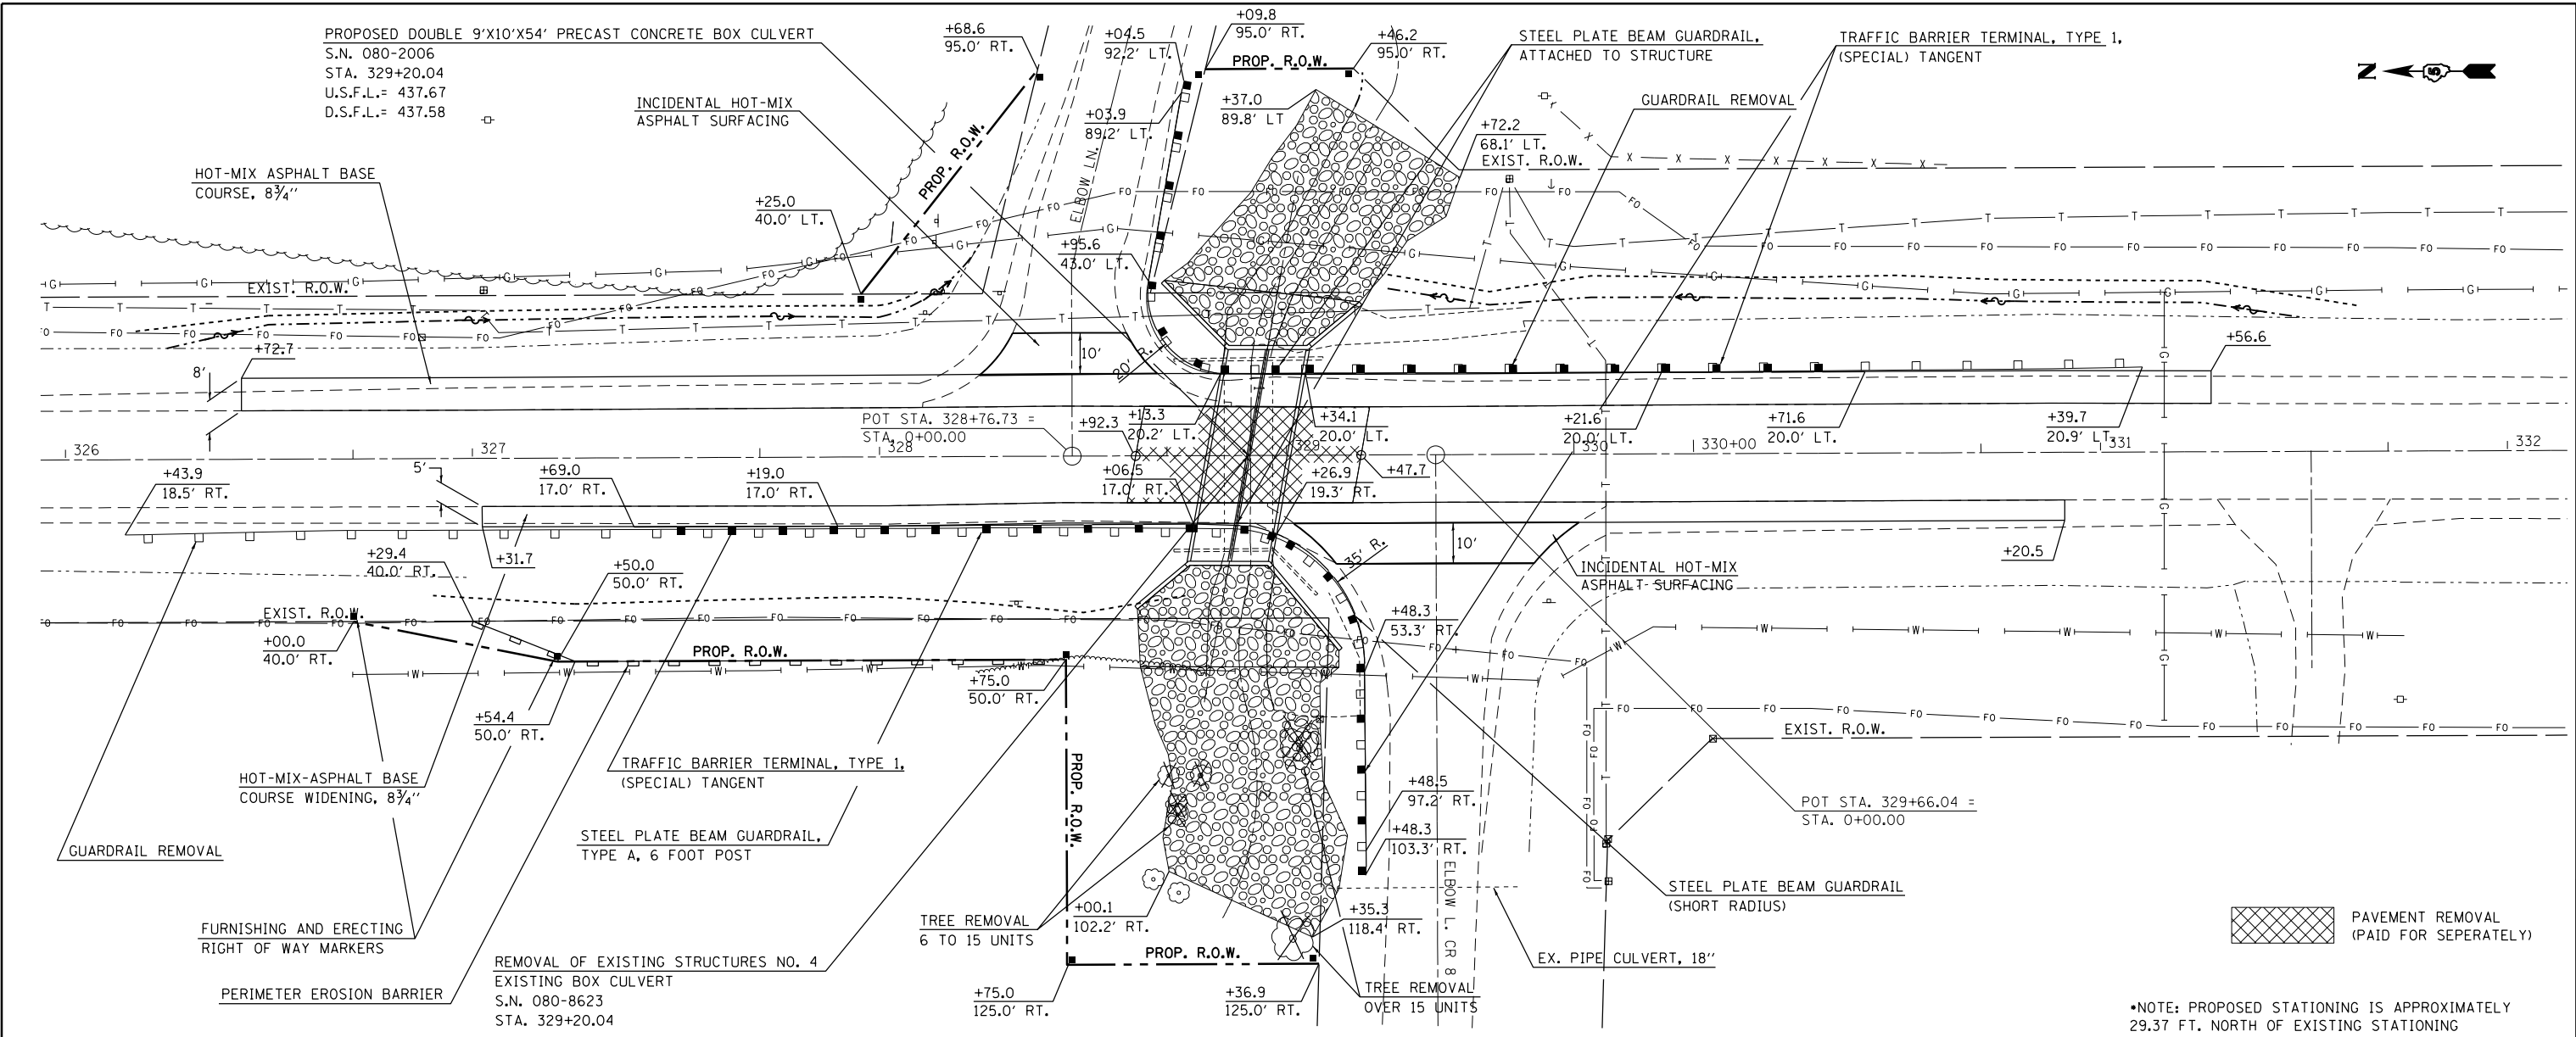 PROPOSED DOUBLE 9'X10'X54' PRECAST CONCRETE BOX CULVERT
S.N. 080-2006
STA. 329+20.04
U.S.F.L.= 437.67
D.S.F.L.= 437.58
INCIDENTAL HOT-MIX
ASPHALT SURFACING
HOT-MIX ASPHALT BASE
COURSE, 8¾"
+68.6
95.0' RT.
+04.5
92.2' LT.
+09.8
95.0' RT.
PROP. R.O.W.
+46.2
95.0' RT.
STEEL PLATE BEAM GUARDRAIL,
ATTACHED TO STRUCTURE
TRAFFIC BARRIER TERMINAL, TYPE 1,
(SPECIAL) TANGENT
N
GUARDRAIL REMOVAL
+37.0
89.8' LT
+03.9
89.2' LT.
+72.2
68.1' LT.
EXIST. R.O.W.
PROP. R.O.W.
ELBOW LN.
+25.0
40.0' LT.
+95.6
43.0' LT.
EXIST. R.O.W.
+72.7
8'
10'
20' R.
+56.6
POT STA. 328+76.73 =
STA. 0+00.00
+92.3
+13.3
20.2' LT.
+34.1
20.0' LT.
+21.6
20.0' LT.
+71.6
20.0' LT.
+39.7
20.9' LT.
326
327
328
329
330
330+00
331
332
+43.9
18.5' RT.
5'
+69.0
17.0' RT.
+19.0
17.0' RT.
+06.5
17.0' RT.
+26.9
19.3' RT.
+47.7
+29.4
40.0' RT.
+31.7
+50.0
50.0' RT.
35' R.
10'
INCIDENTAL HOT-MIX
ASPHALT SURFACING
+20.5
EXIST. R.O.W.
+00.0
40.0' RT.
PROP. R.O.W.
+48.3
53.3' RT.
+75.0
50.0' RT.
+54.4
50.0' RT.
EXIST. R.O.W.
PROP. R.O.W.
HOT-MIX-ASPHALT BASE
COURSE WIDENING, 8¾"
TRAFFIC BARRIER TERMINAL, TYPE 1,
(SPECIAL) TANGENT
+48.5
97.2' RT.
POT STA. 329+66.04 =
STA. 0+00.00
GUARDRAIL REMOVAL
STEEL PLATE BEAM GUARDRAIL,
TYPE A, 6 FOOT POST
+48.3
103.3' RT.
ELBOW L. CR 8
STEEL PLATE BEAM GUARDRAIL
(SHORT RADIUS)
FURNISHING AND ERECTING
RIGHT OF WAY MARKERS
TREE REMOVAL
6 TO 15 UNITS
+00.1
102.2' RT.
+35.3
118.4' RT.
PAVEMENT REMOVAL
(PAID FOR SEPERATELY)
REMOVAL OF EXISTING STRUCTURES NO. 4
EXISTING BOX CULVERT
S.N. 080-8623
STA. 329+20.04
PROP. R.O.W.
EX. PIPE CULVERT, 18"
PERIMETER EROSION BARRIER
+75.0
125.0' RT.
+36.9
125.0' RT.
TREE REMOVAL
OVER 15 UNITS
*NOTE: PROPOSED STATIONING IS APPROXIMATELY
29.37 FT. NORTH OF EXISTING STATIONING